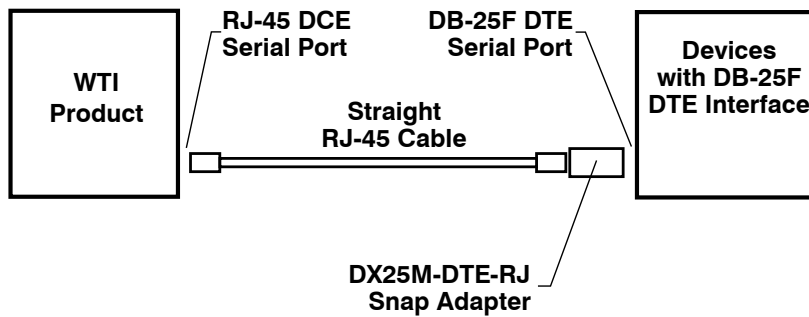 RJ-45 DCE
Serial Port
DB-25F DTE
Serial Port
WTI
Product
Devices
with DB-25F
DTE Interface
Straight
RJ-45 Cable
DX25M-DTE-RJ
Snap Adapter